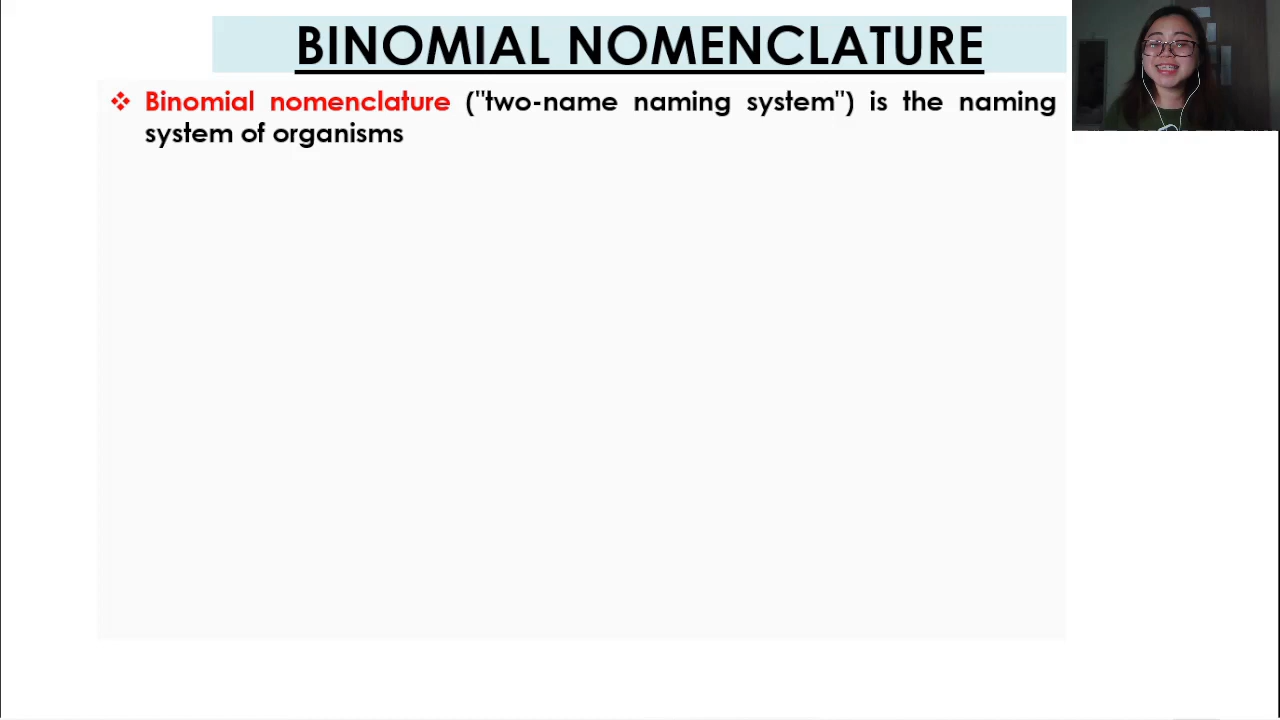 BINOMIAL NOMENCLATURE
❖ Binomial nomenclature ("two-name naming system") is the naming
system of organisms